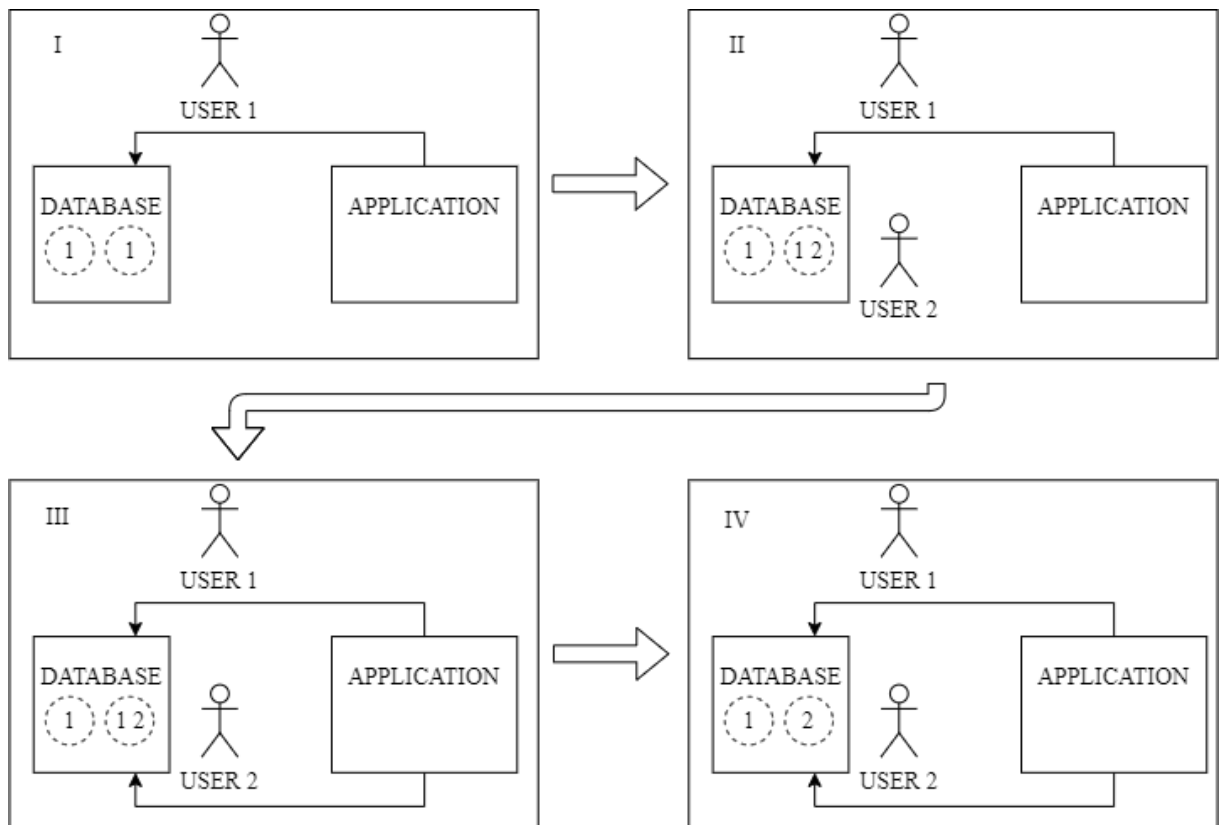 I
USER 1
DATABASE
APPLICATION
1
1
II
USER 1
DATABASE
APPLICATION
1
1 2
USER 2
III
USER 1
DATABASE
APPLICATION
1
1 2
USER 2
IV
USER 1
DATABASE
APPLICATION
1
2
USER 2